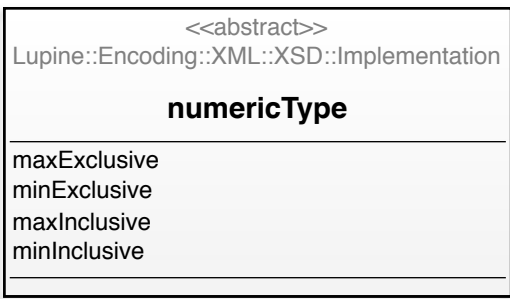 <<abstract>>
Lupine::Encoding::XML::XSD::Implementation
numericType
maxExclusive
minExclusive
maxInclusive
minInclusive